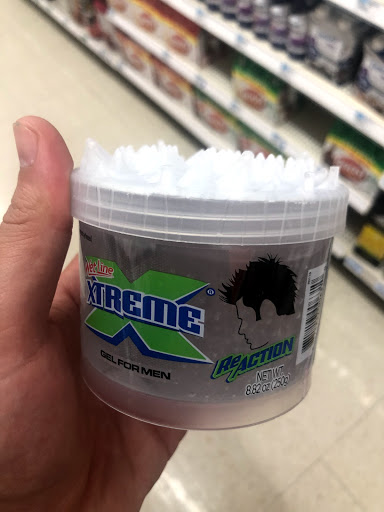 Wet Line
XTREME
®
GEL FOR MEN
ReACTION
NET WT
8.82 oz (250g)